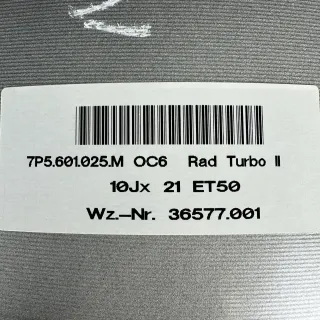 7P5.601.025.M OC6 Rad Turbo II
10Jx 21 ET50
Wz.-Nr. 36577.001